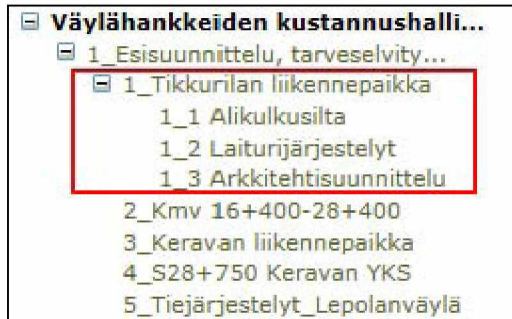 Väylähankkeiden kustannushalli...
1_Esisuunnittelu, tarveselvity...
1_Tikkurilan liikennepaikka
1_1 Alikulkusilta
1_2 Laiturijärjestelyt
1_3 Arkkitehtisuunnittelu
2_Kmv 16+400-28+400
3_Keravan liikennepaikka
4_S28+750 Keravan YKS
5_Tiejärjestelyt_Lepolanväylä